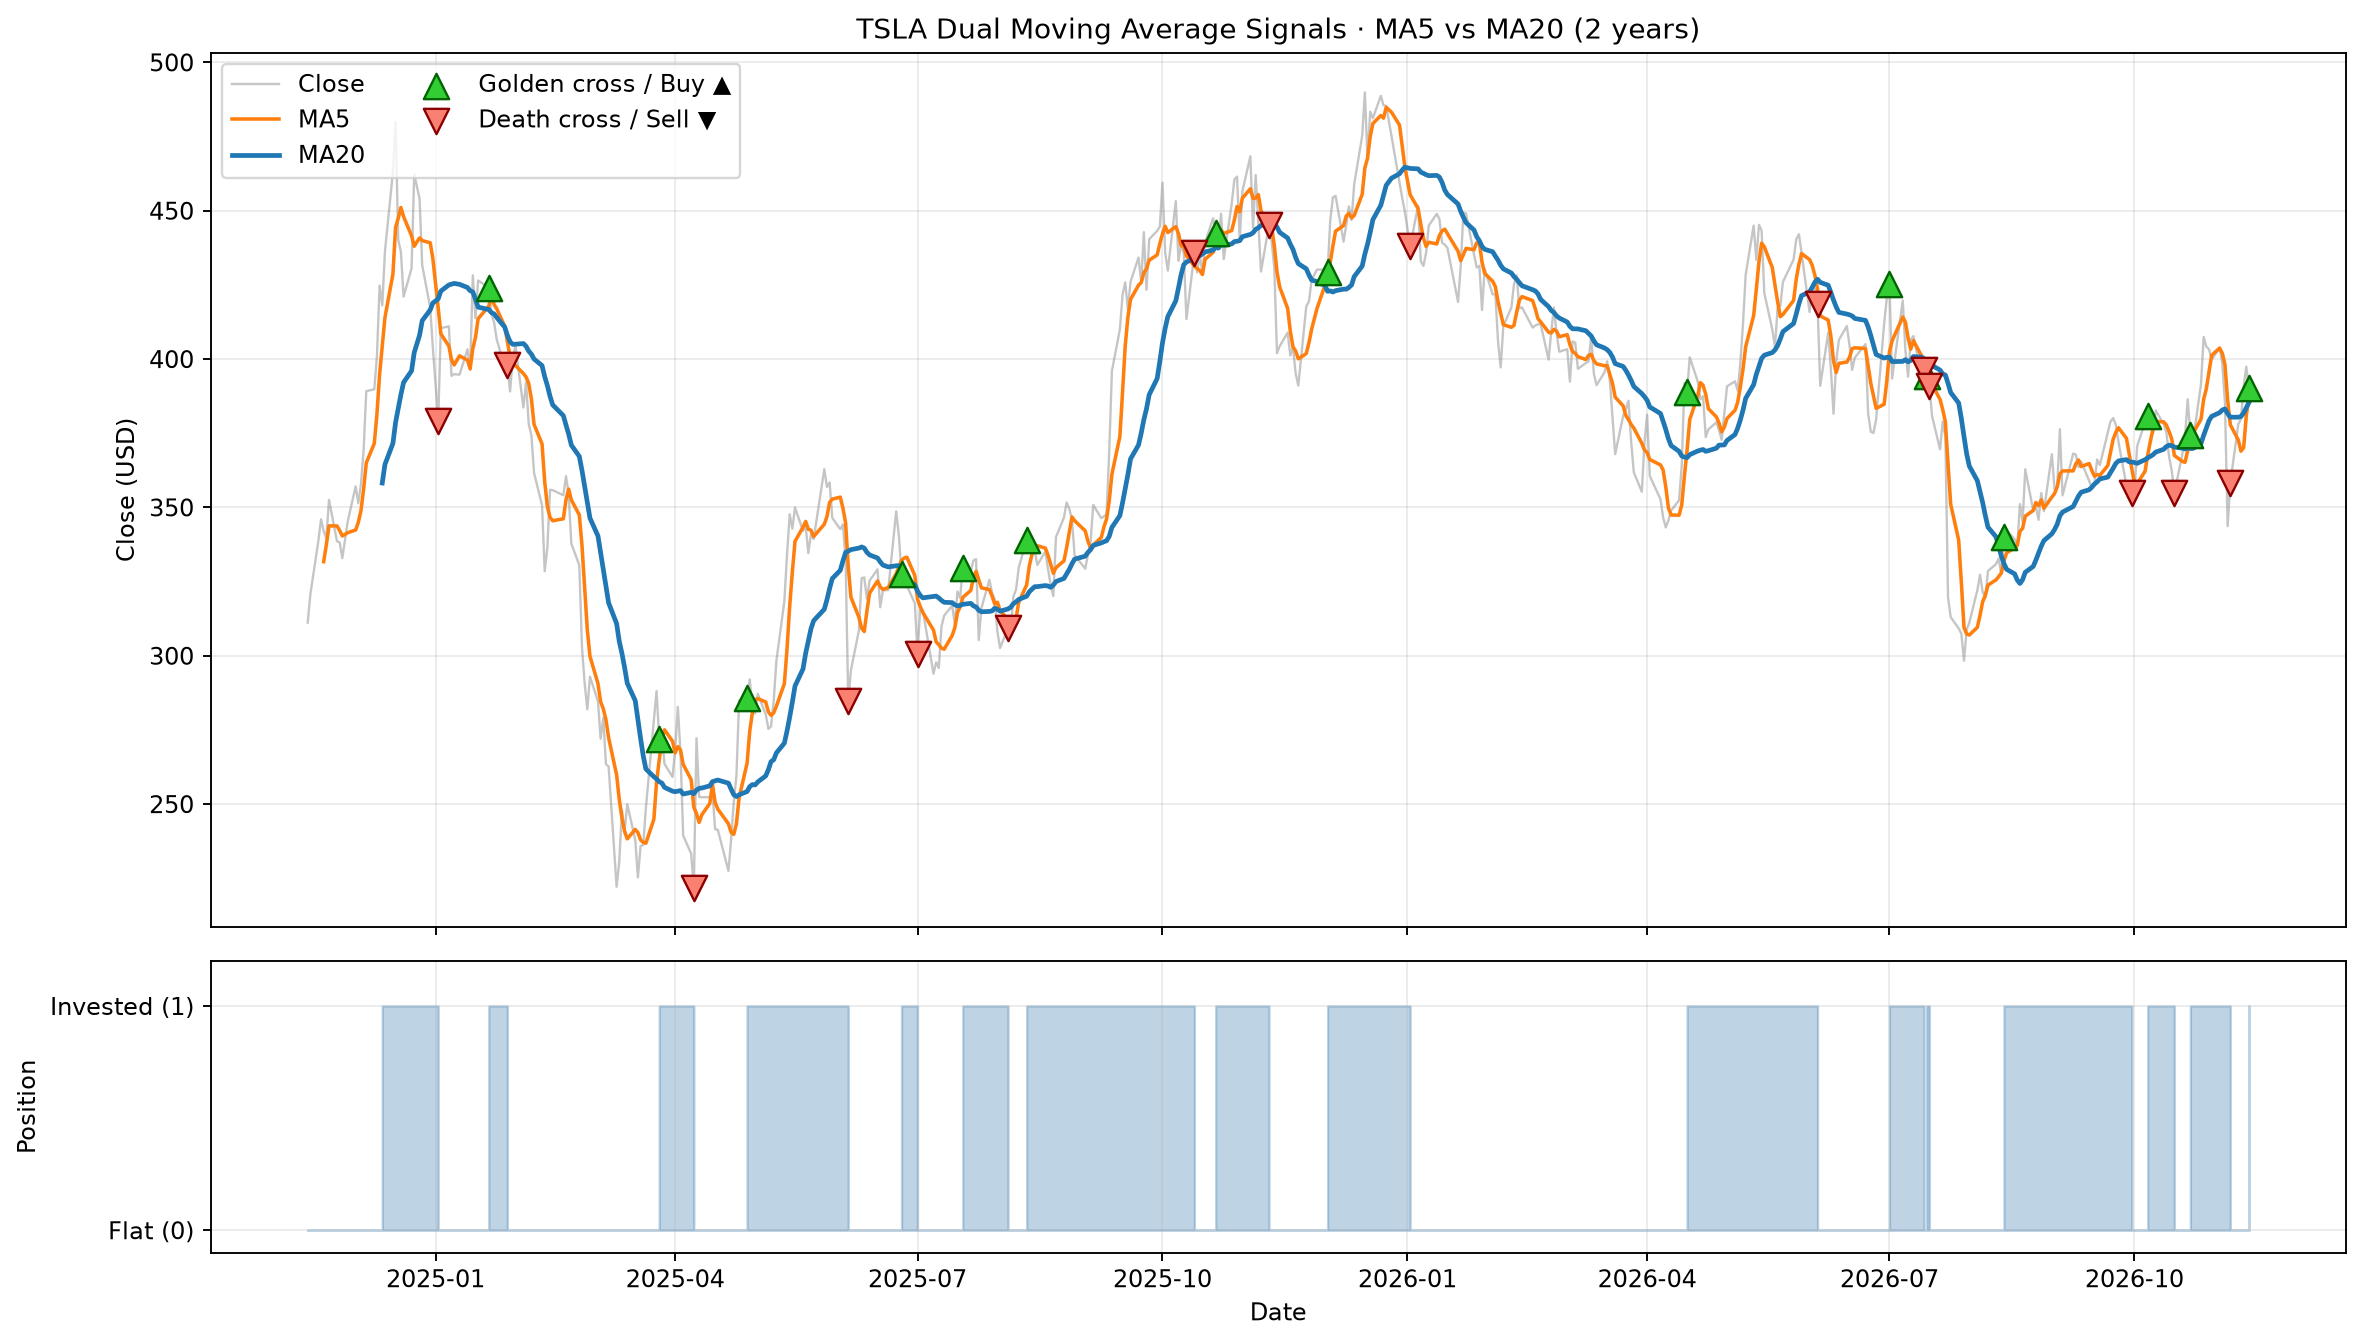 TSLA Dual Moving Average Signals · MA5 vs MA20 (2 years)
Close
MA5
MA20
Golden cross / Buy ▲
Death cross / Sell ▼
Close (USD)
500
450
400
350
300
250
Position
Invested (1)
Flat (0)
2025-01
2025-04
2025-07
2025-10
2026-01
2026-04
2026-07
2026-10
Date